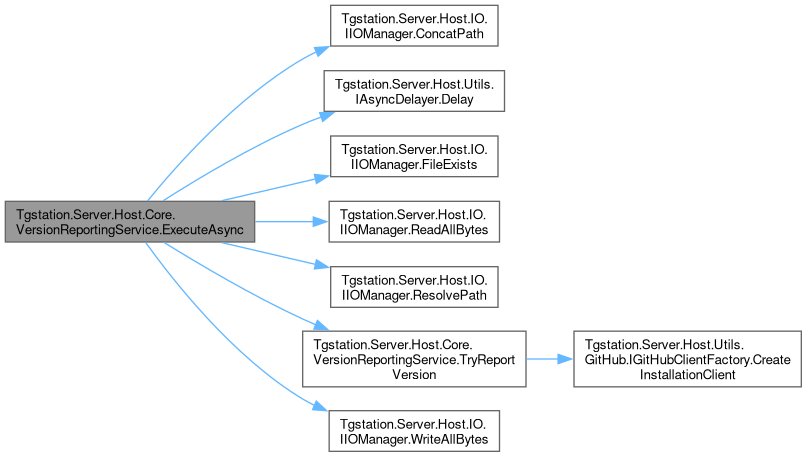 Tgstation.Server.Host.IO.
IIOManager.ConcatPath
Tgstation.Server.Host.Utils.
IAsyncDelayer.Delay
Tgstation.Server.Host.IO.
IIOManager.FileExists
Tgstation.Server.Host.Core.
VersionReportingService.ExecuteAsync
Tgstation.Server.Host.IO.
IIOManager.ReadAllBytes
Tgstation.Server.Host.IO.
IIOManager.ResolvePath
Tgstation.Server.Host.Core.
VersionReportingService.TryReport
Version
Tgstation.Server.Host.Utils.
GitHub.IGitHubClientFactory.Create
InstallationClient
Tgstation.Server.Host.IO.
IIOManager.WriteAllBytes